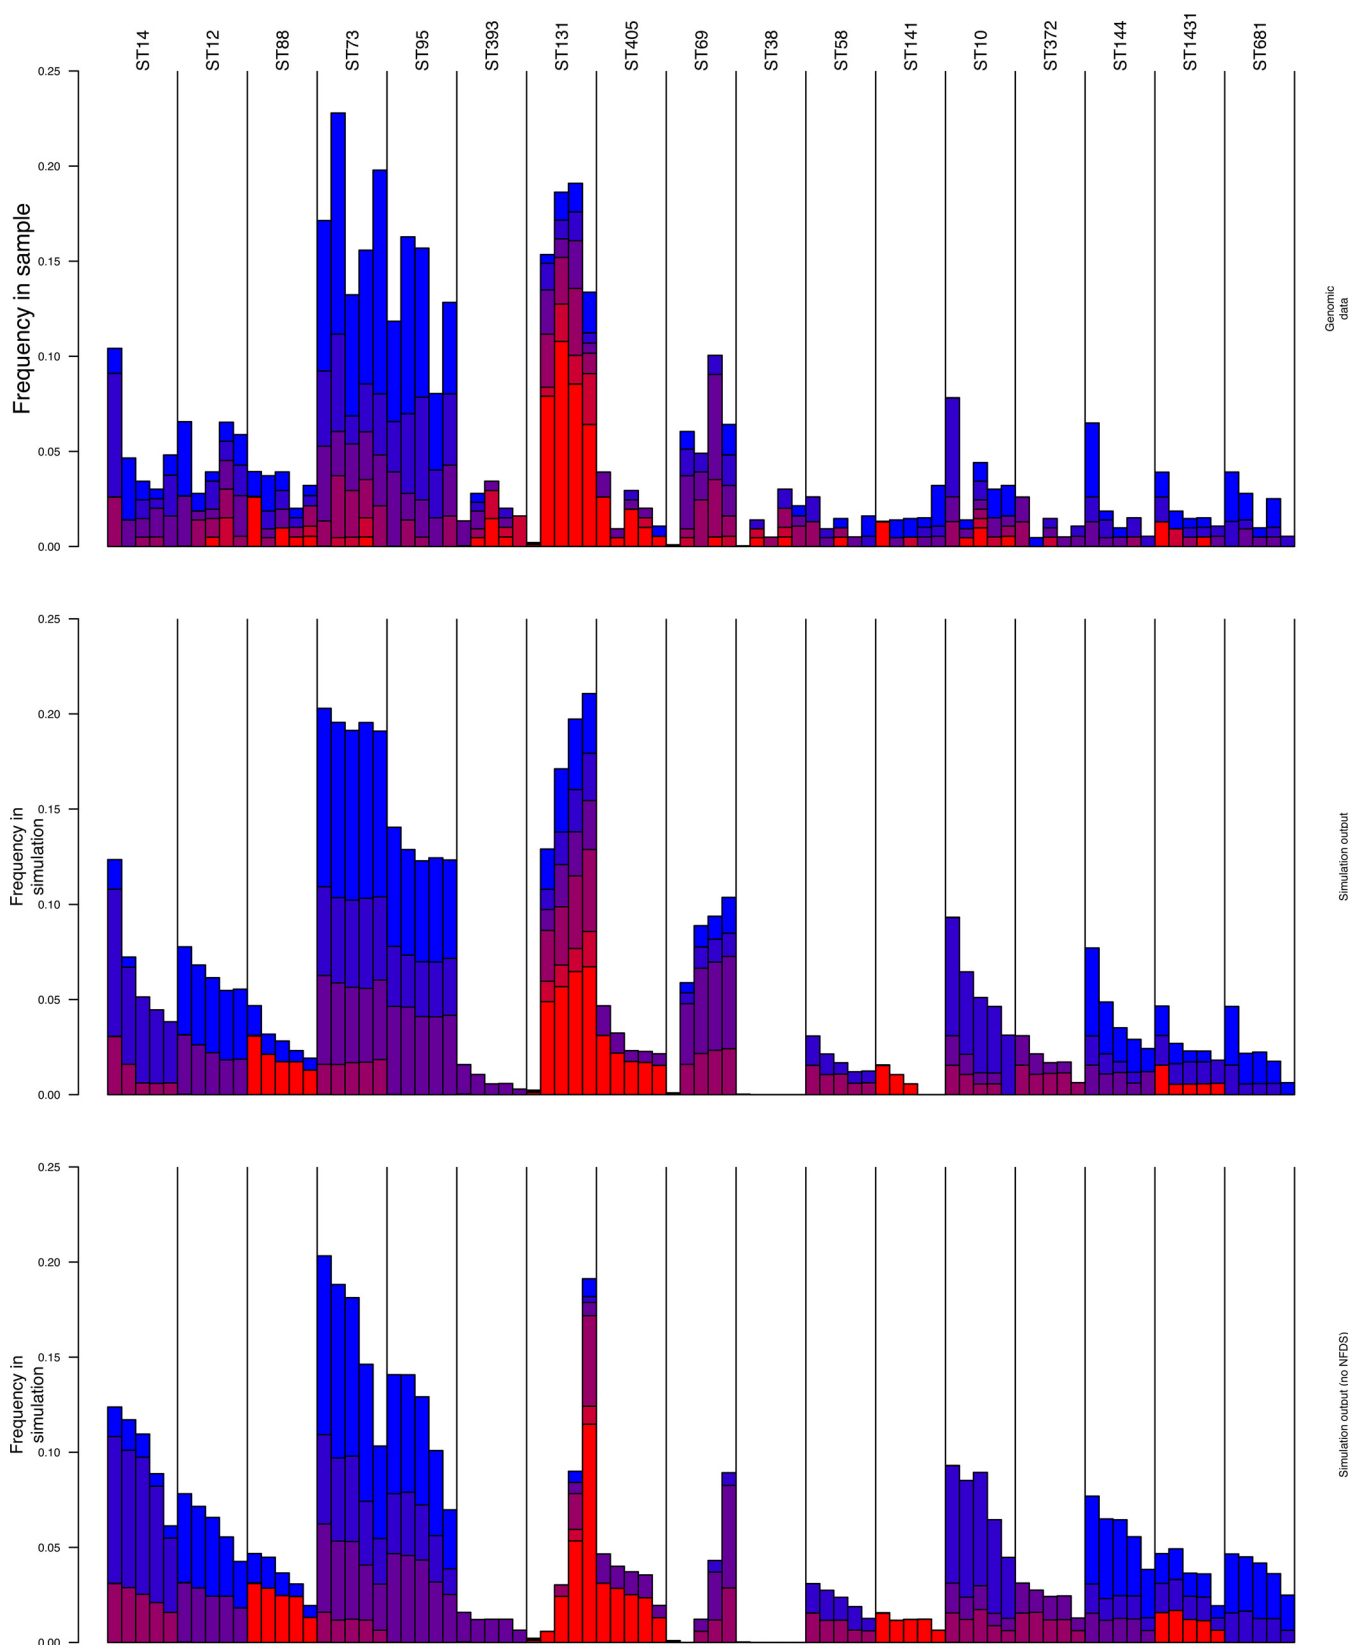 ST14 ST12 ST88 ST73 ST95 ST393 ST131 ST405 ST69 ST38 ST58 ST141 ST10 ST372 ST144 ST1431 ST681
0.25
0.20
0.15
0.10
0.05
0.00
Frequency in sample
Genomic
data
0.25
0.20
0.15
0.10
0.05
0.00
Frequency in
simulation
Simulation output
0.25
0.20
0.15
0.10
0.05
0.00
Frequency in
simulation
Simulation output (no NFDS)